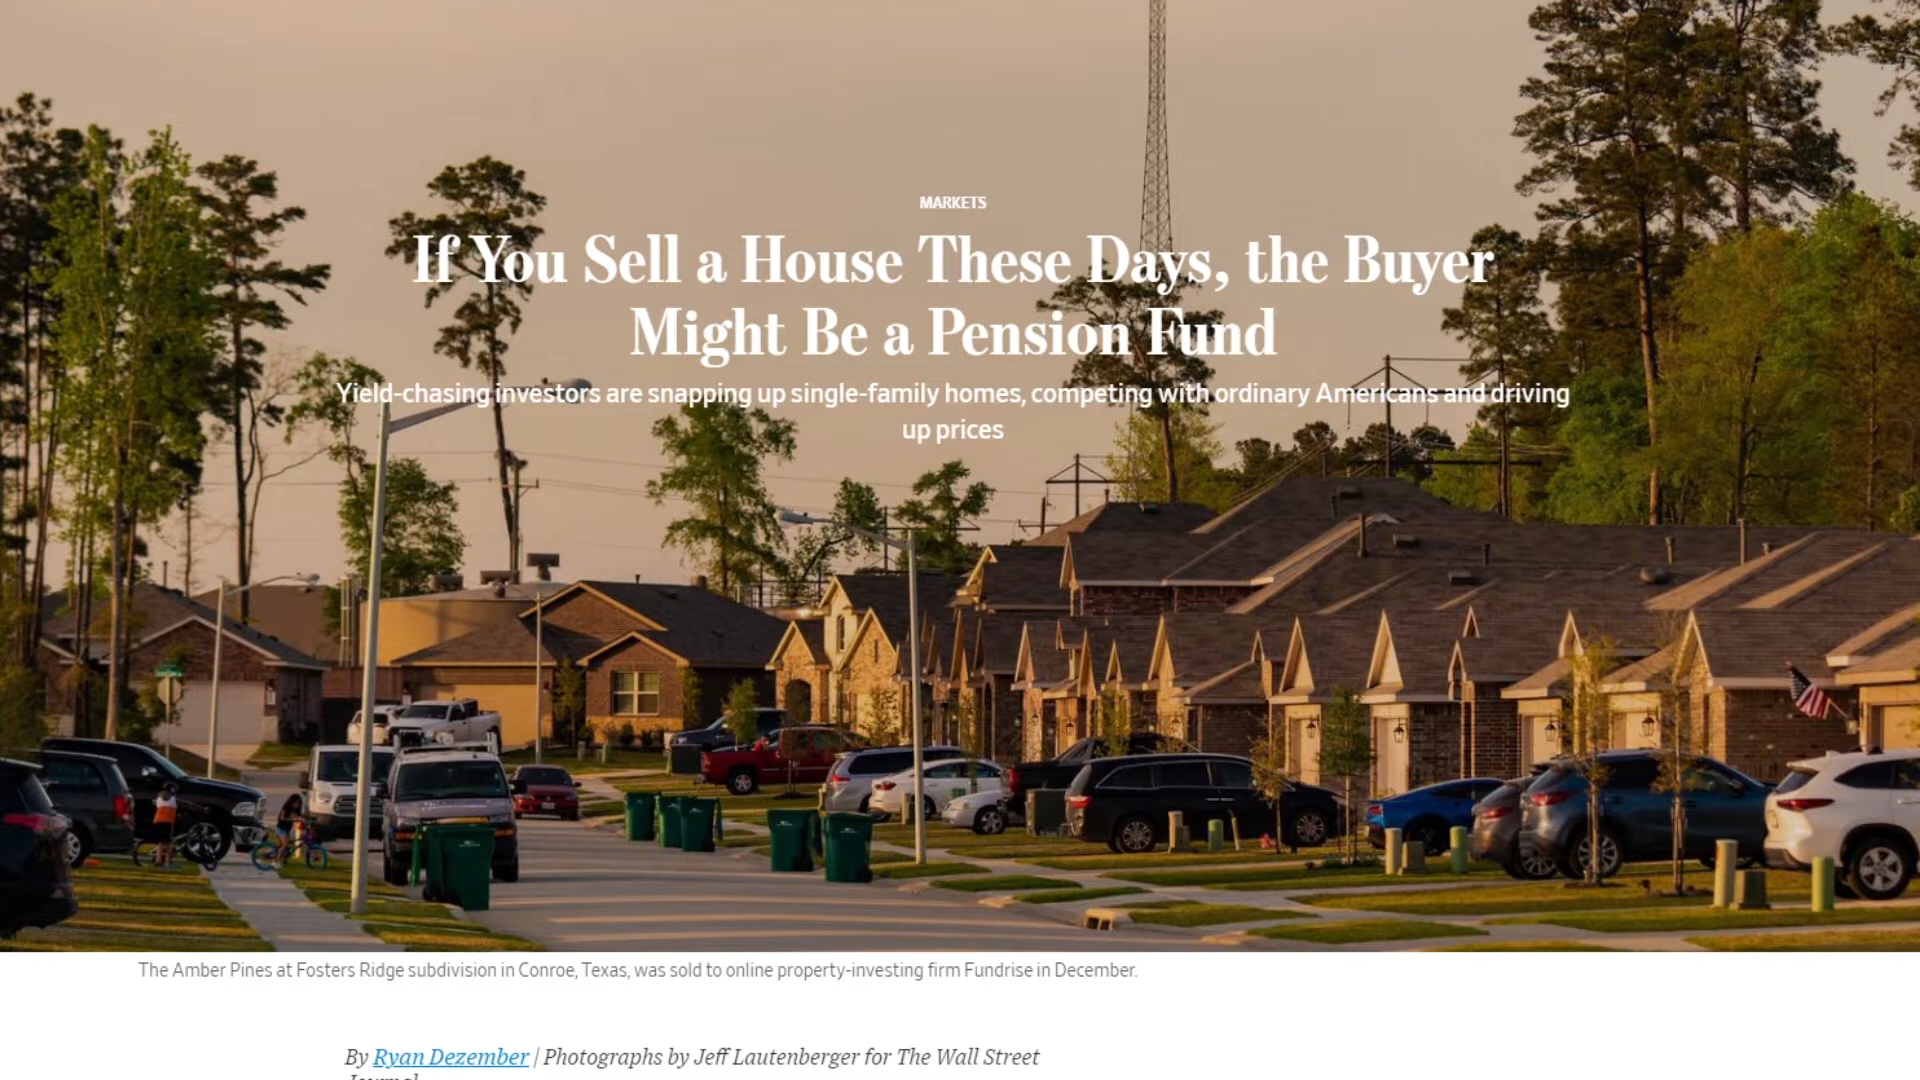 MARKETS
If You Sell a House These Days, the Buyer
Might Be a Pension Fund
Yield-chasing investors are snapping up single-family homes, competing with ordinary Americans and driving
up prices
The Amber Pines at Fosters Ridge subdivision in Conroe, Texas, was sold to online property-investing firm Fundrise in December.
By Ryan Dezember | Photographs by Jeff Lautenberger for The Wall Street
Journal